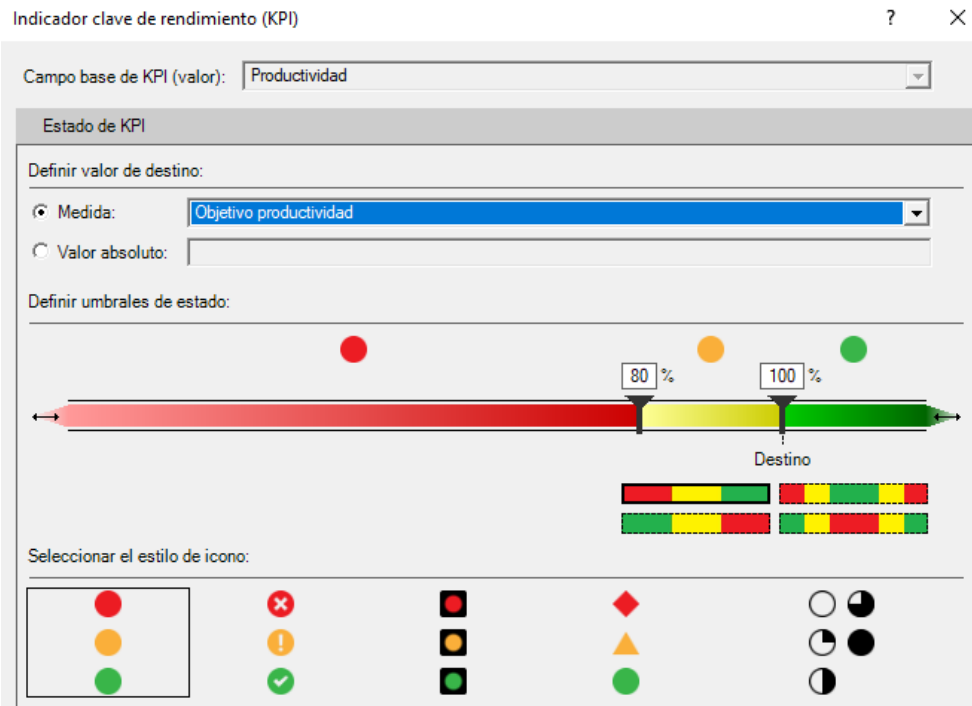 Indicador clave de rendimiento (KPI) ? ×
Campo base de KPI (valor): Productividad
Estado de KPI
Definir valor de destino:
Medida: Objetivo productividad
Valor absoluto:
Definir umbrales de estado:
80 % 100 %
Destino
Seleccionar el estilo de icono: